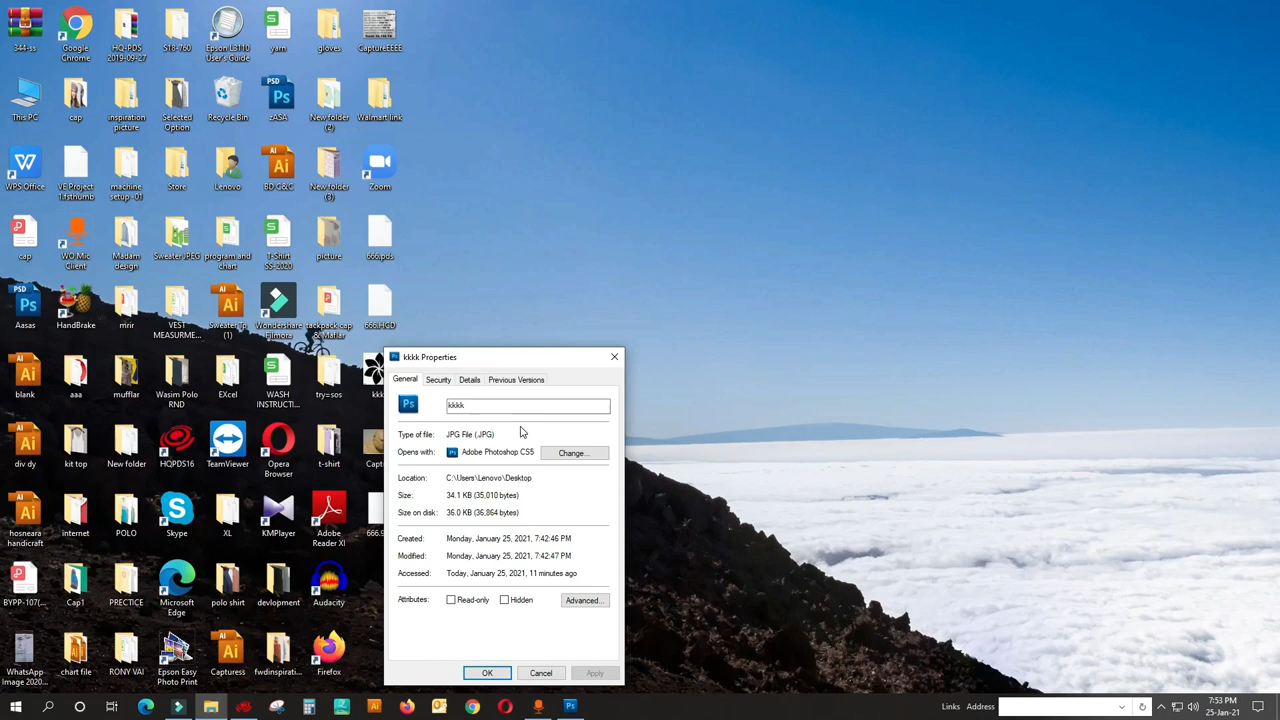 344-ss
Google Chrome
HQ-PDS 2019-09-27
S18-760
Epson L3110 User's Guide
yarn
gloves
CaptureEEEE
This PC
cap
inspiration picture
Selected Option
Recycle Bin
zASA
New folder (2)
Walmart link
WPS Office
VE Project 1.fsthumb
machine setup -01
Store
Lenovo
BD C&C
New folder (3)
Zoom
cap
WO Mic Client
Madam design
Sweater JPEG
program and chart
T-Shirt SS-2020
picture
666.pds
Aasas
HandBrake
mrir
VEST MEASURME...
Sweater Tp (1)
Wondershare Filmora
tackpack cap & Matlar
666.HCD
blank
aaa
mufflar
Wasim Polo RND
EXcel
WASH INSTRUCTI...
try=sos
div dy
kit top
New folder
HQPDS16
TeamViewer
Opera Browser
t-shirt
hosneara handicraft
internet
POLO
Skype
XL
KMPlayer
Adobe Reader XI
BYPP-107(...
Cap1
PRECTICE
Microsoft Edge
polo shirt
devlopment
Audacity
WhatsApp Image 2020...
chart file
RONY VAI
Epson Easy Photo Print
Capturess
fwdinspirati...
Firefox
kkkk Properties
General Security Details Previous Versions
kkkk
Type of file: JPG File (.JPG)
Opens with: Adobe Photoshop CS5 Change...
Location: C:\Users\Lenovo\Desktop
Size: 34.1 KB (35,010 bytes)
Size on disk: 36.0 KB (36,864 bytes)
Created: Monday, January 25, 2021, 7:42:46 PM
Modified: Monday, January 25, 2021, 7:42:47 PM
Accessed: Today, January 25, 2021, 11 minutes ago
Attributes: Read-only Hidden Advanced...
OK Cancel Apply
Links Address
7:53 PM
25-Jan-21